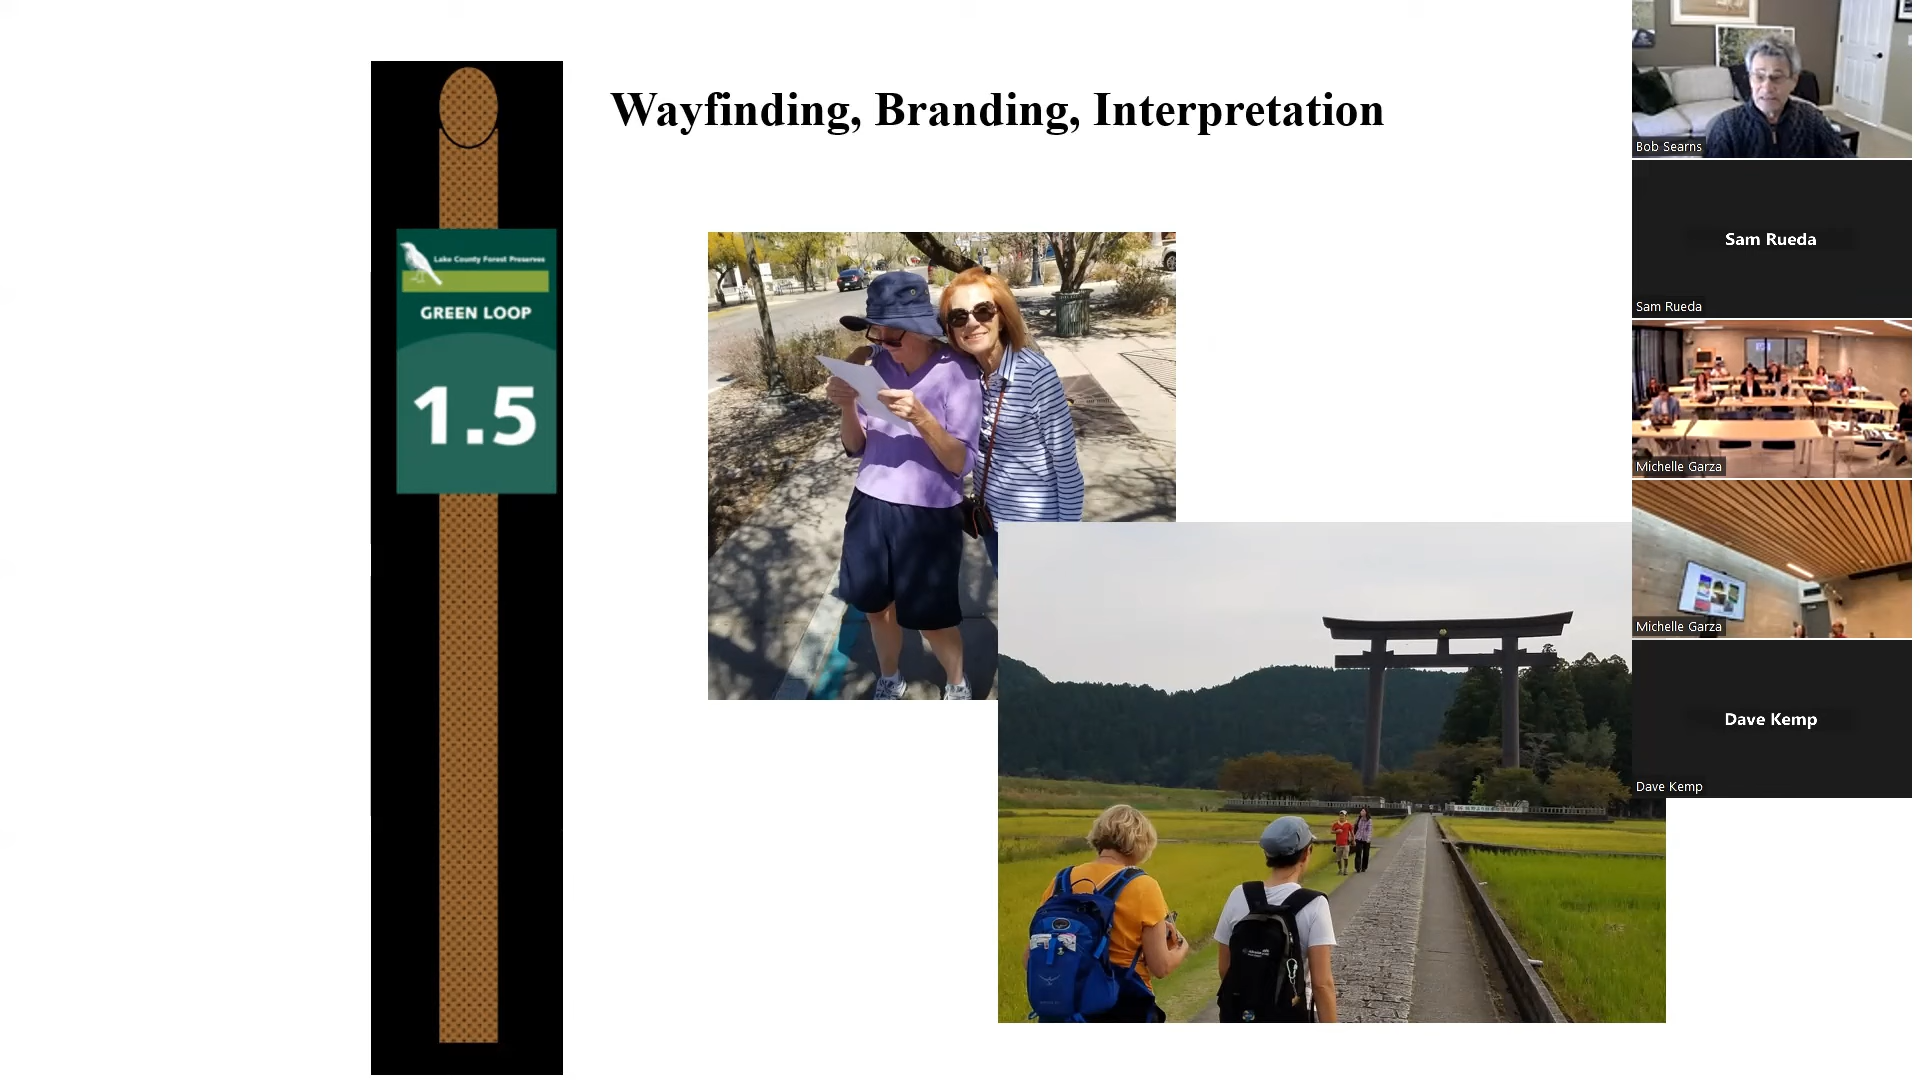 Wayfinding, Branding, Interpretation
Lake County Forest Preserves
GREEN LOOP
1.5
Bob Searns
Sam Rueda
Sam Rueda
Michelle Garza
Michelle Garza
Dave Kemp
Dave Kemp